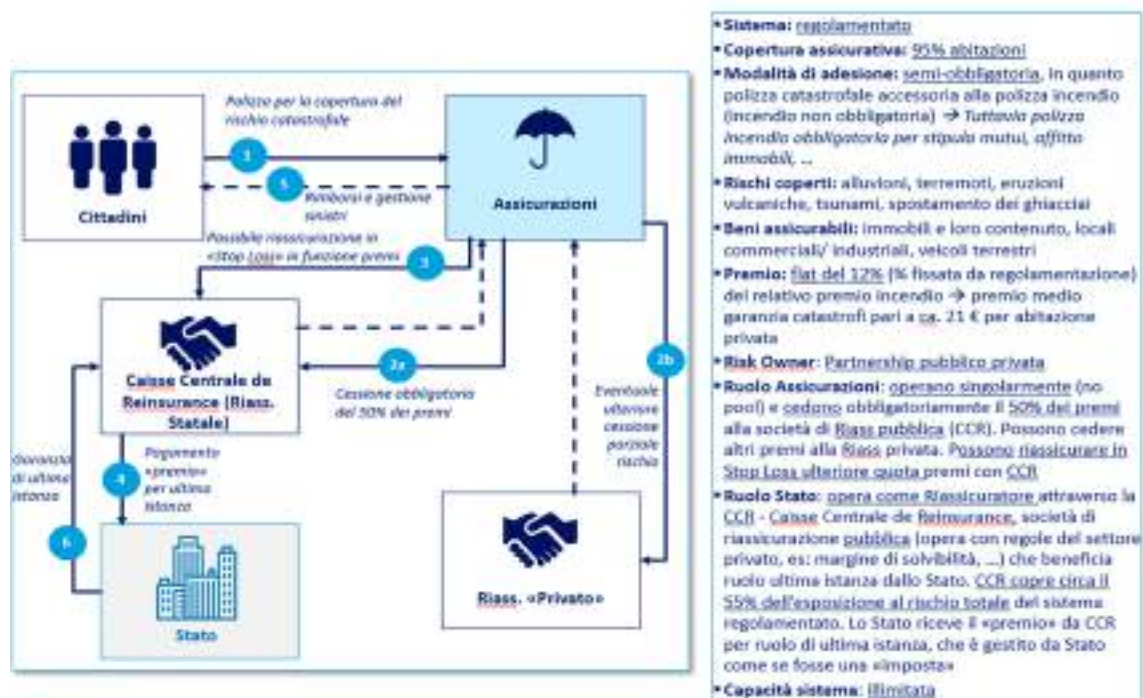 Polizza per la copertura del
rischio catastrofale
1
5
Cittadini
Assicurazioni
Rimborsi e gestione
sinistri
Possibile riassicurazione in
«Stop Loss» in funzione premi
3
2a
2b
Caisse Centrale de
Reinsurance (Riass.
Statale)
Cessione obbligatoria
del 50% dei premi
Eventuale
ulteriore
cessione
parziale
rischio
Garanzia
di ultima
istanza
4
Pagamento
«premio»
per ultima
istanza
6
Stato
Riass. «Privato»
▪ Sistema: regolamentato
▪ Copertura assicurativa: 95% abitazioni
▪ Modalità di adesione: semi-obbligatoria, in quanto
polizza catastrofale accessoria alla polizza incendio
(incendio non obbligatoria) → Tuttavia polizza
incendio obbligatoria per stipula mutui, affitto
immobili, ...
▪ Rischi coperti: alluvioni, terremoti, eruzioni
vulcaniche, tsunami, spostamento dei ghiacciai
▪ Beni assicurabili: immobili e loro contenuto, locali
commerciali/ industriali, veicoli terrestri
▪ Premio: flat del 12% (% fissata da regolamentazione)
del relativo premio incendio → premio medio
garanzia catastrofi pari a ca. 21 € per abitazione
privata
▪ Risk Owner: Partnership pubblico privata
▪ Ruolo Assicurazioni: operano singolarmente (no
pool) e cedono obbligatoriamente il 50% dei premi
alla società di Riass pubblica (CCR). Possono cedere
altri premi alla Riass privata. Possono riassicurare in
Stop Loss ulteriore quota premi con CCR
▪ Ruolo Stato: opera come Riassicuratore attraverso la
CCR - Caisse Centrale de Reinsurance, società di
riassicurazione pubblica (opera con regole del settore
privato, es: margine di solvibilità, ...) che beneficia
ruolo ultima istanza dallo Stato. CCR copre circa il
55% dell'esposizione al rischio totale del sistema
regolamentato. Lo Stato riceve il «premio» da CCR
per ruolo di ultima istanza, che è gestito da Stato
come se fosse una «imposta»
▪ Capacità sistema: illimitata